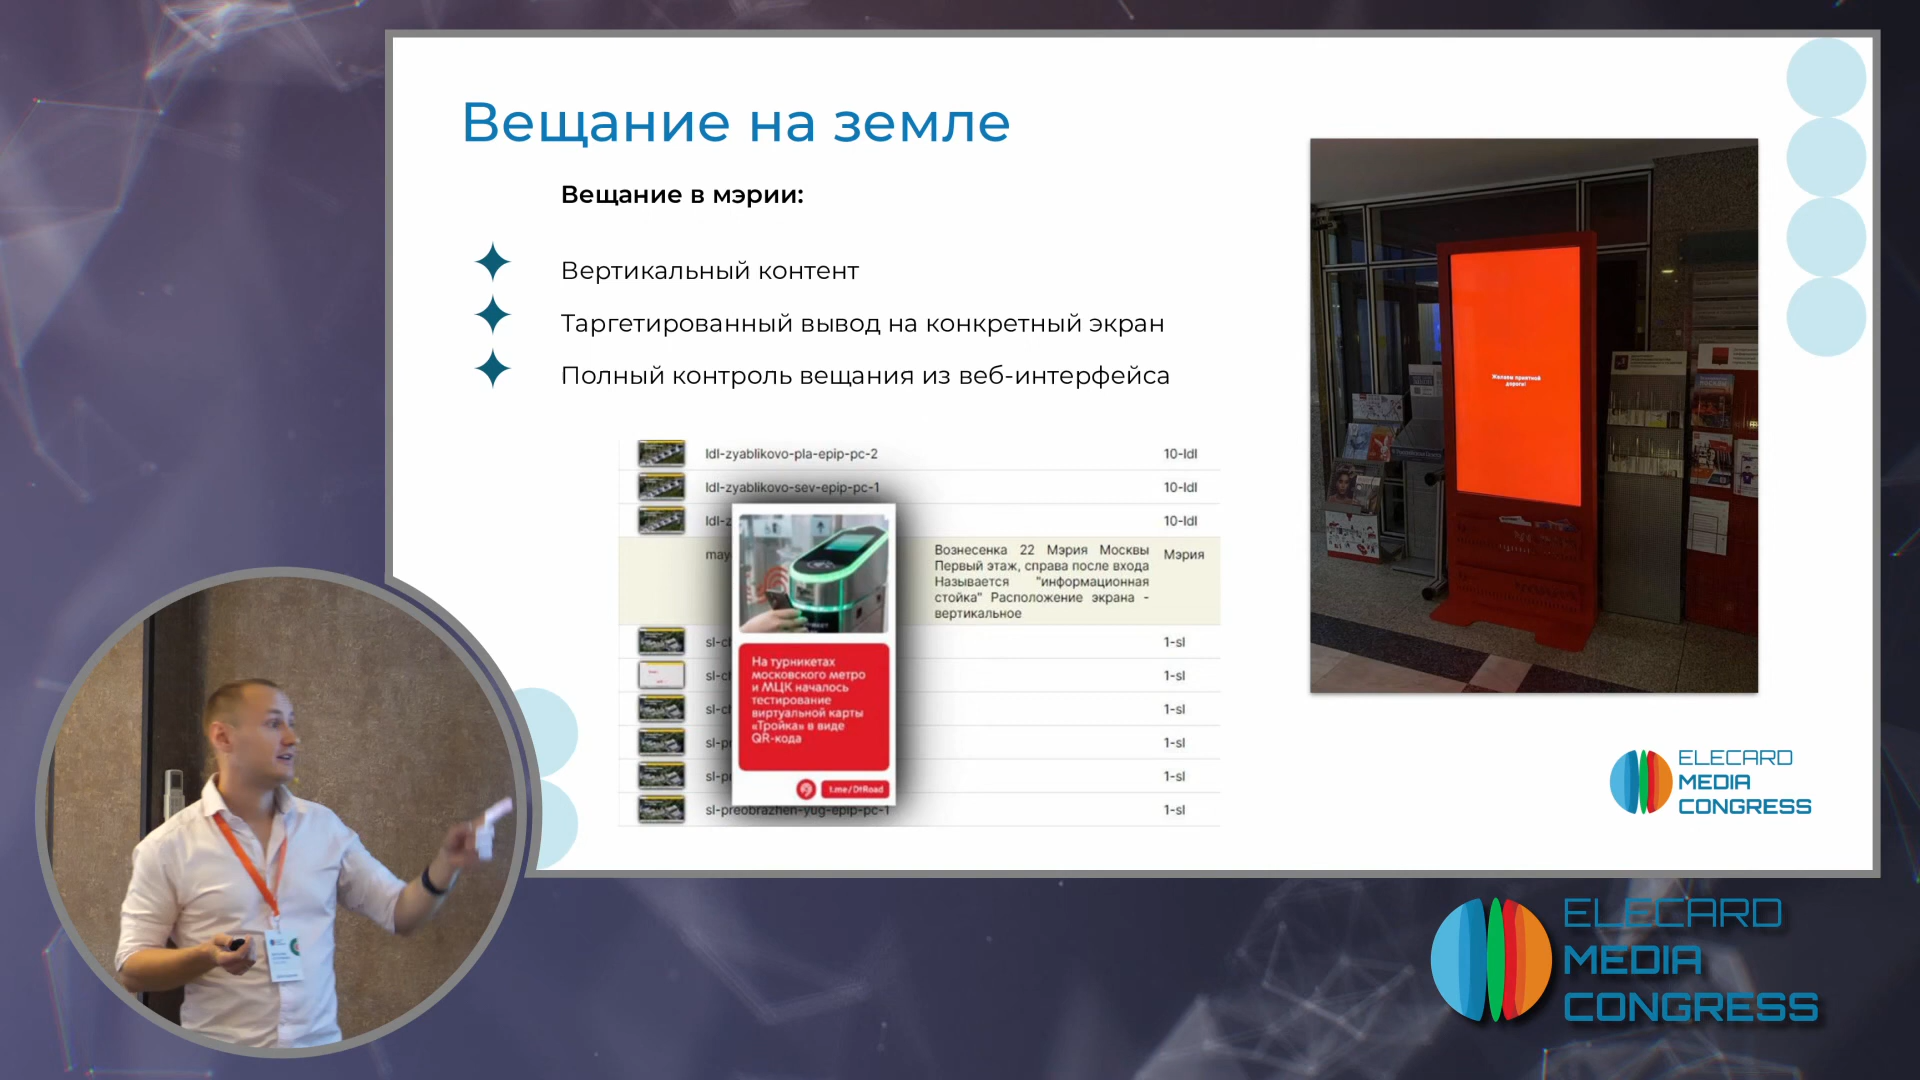 Вещание на земле
Вещание в мэрии:
Вертикальный контент
Таргетированный вывод на конкретный экран
Полный контроль вещания из веб-интерфейса
ldl-zyablikovo-pla-epip-pc-2 10-ldl
ldl-zyablikovo-sev-epip-pc-1 10-ldl
10-ldl
Вознесенка 22 Мэрия Москвы
Первый этаж, справа после входа
Называется "информационная
стойка" Расположение экрана -
вертикальное
Мэрия
1-sl
1-sl
1-sl
1-sl
1-sl
sl-preobrazhen-yug-epip-pc-1 1-sl
На турникетах
московского метро
и МЦК началось
тестирование
виртуальной карты
«Тройка» в виде
QR-кода
t.me/DtRoad
Желаем приятной
дороги!
ELECARD
MEDIA
CONGRESS
ELECARD
MEDIA
CONGRESS